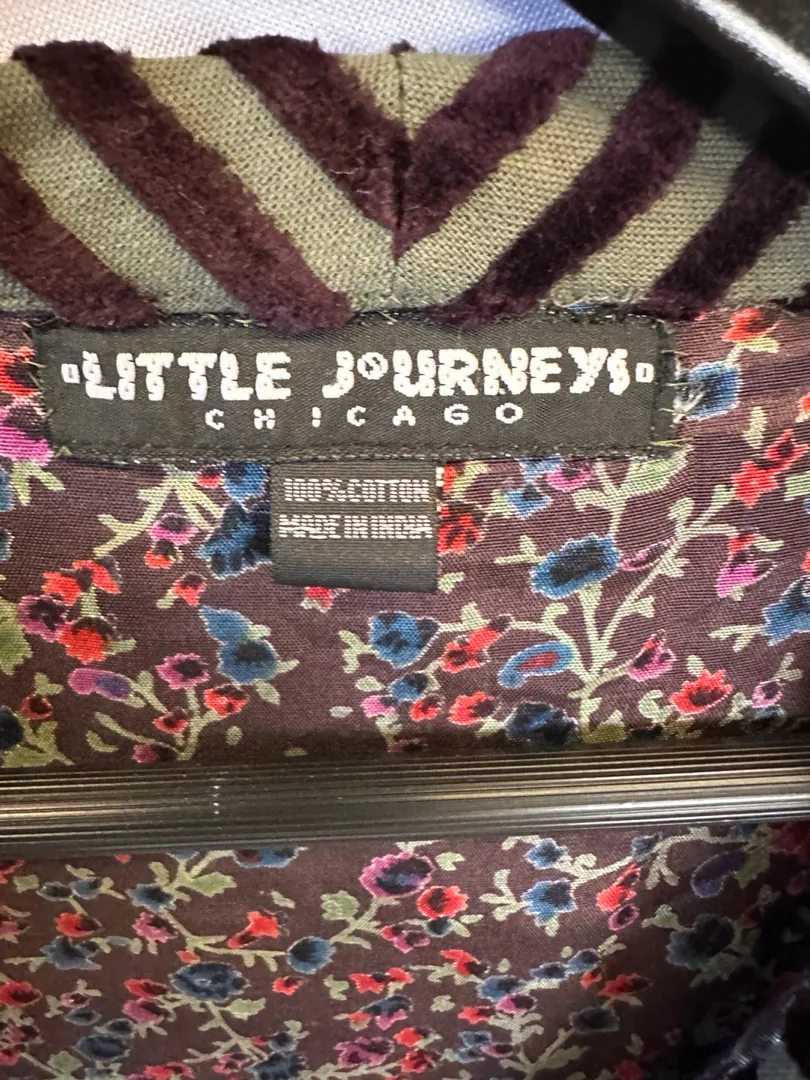 LITTLE JOURNEYS
CHICAGO
100% COTTON
MADE IN INDIA